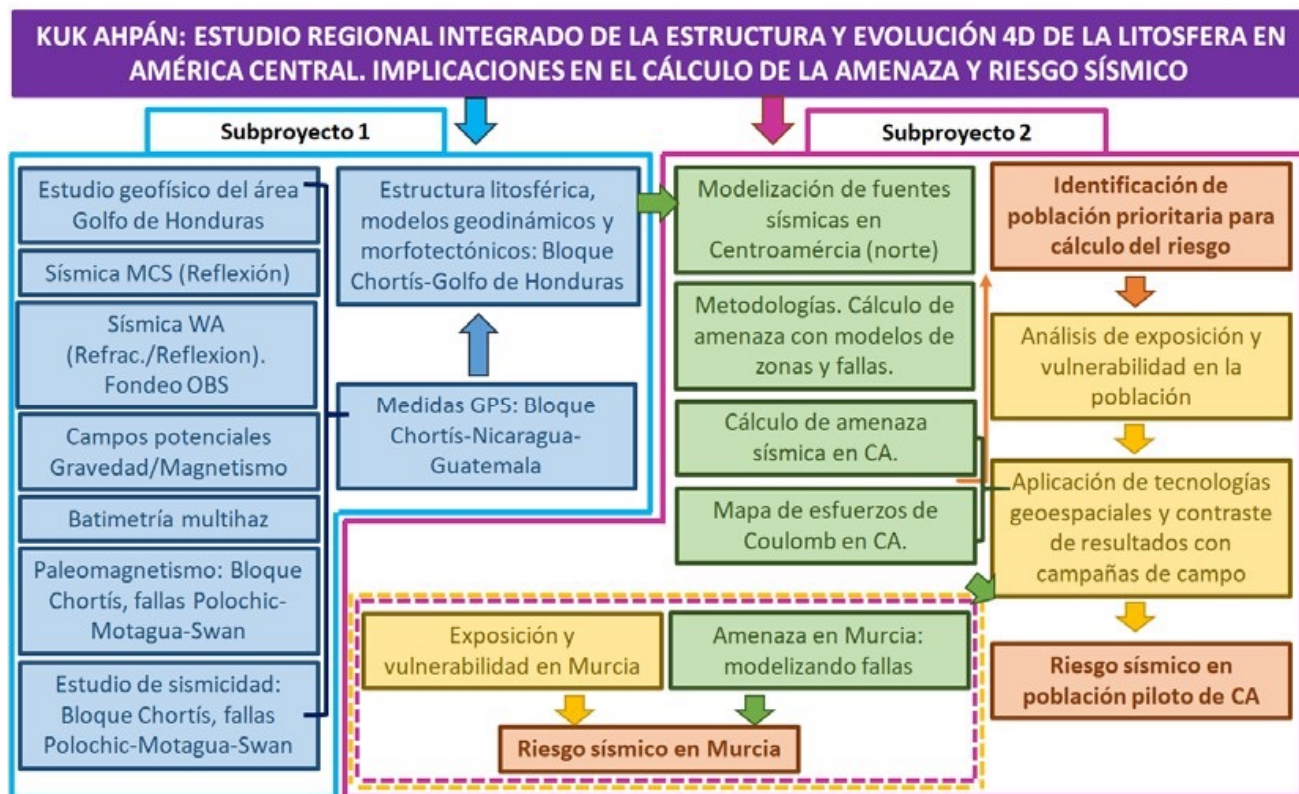 KUK AHPÁN: ESTUDIO REGIONAL INTEGRADO DE LA ESTRUCTURA Y EVOLUCIÓN 4D DE LA LITOSFERA EN
AMÉRICA CENTRAL. IMPLICACIONES EN EL CÁLCULO DE LA AMENAZA Y RIESGO SÍSMICO
Subproyecto 1
Estudio geofísico del área
Golfo de Honduras
Sísmica MCS (Reflexión)
Sísmica WA
(Refrac./Reflexion).
Fondeo OBS
Campos potenciales
Gravedad/Magnetismo
Batimetría multihaz
Paleomagnetismo: Bloque
Chortís, fallas Polochic-
Motagua-Swan
Estudio de sismicidad:
Bloque Chortís, fallas
Polochic-Motagua-Swan
Estructura litosférica,
modelos geodinámicos y
morfotectónicos: Bloque
Chortís-Golfo de Honduras
Medidas GPS: Bloque
Chortís-Nicaragua-
Guatemala
Subproyecto 2
Modelización de fuentes
sísmicas en
Centroamércia (norte)
Metodologías. Cálculo de
amenaza con modelos de
zonas y fallas.
Cálculo de amenaza
sísmica en CA.
Mapa de esfuerzos de
Coulomb en CA.
Identificación de
población prioritaria para
cálculo del riesgo
Análisis de exposición y
vulnerabilidad en la
población
Aplicación de tecnologías
geoespaciales y contraste
de resultados con
campañas de campo
Riesgo sísmico en
población piloto de CA
Exposición y
vulnerabilidad en Murcia
Amenaza en Murcia:
modelizando fallas
Riesgo sísmico en Murcia